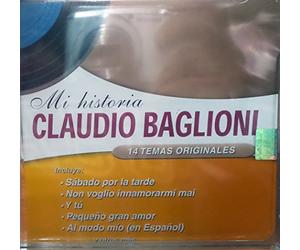 Mi historia
CLAUDIO BAGLIONI
14 TEMAS ORIGINALES
Incluye:
- Sábado por la tarde
- Non voglio innamorarmi mai
- Y tú
- Pequeño gran amor
- Al modo mío (en Español)